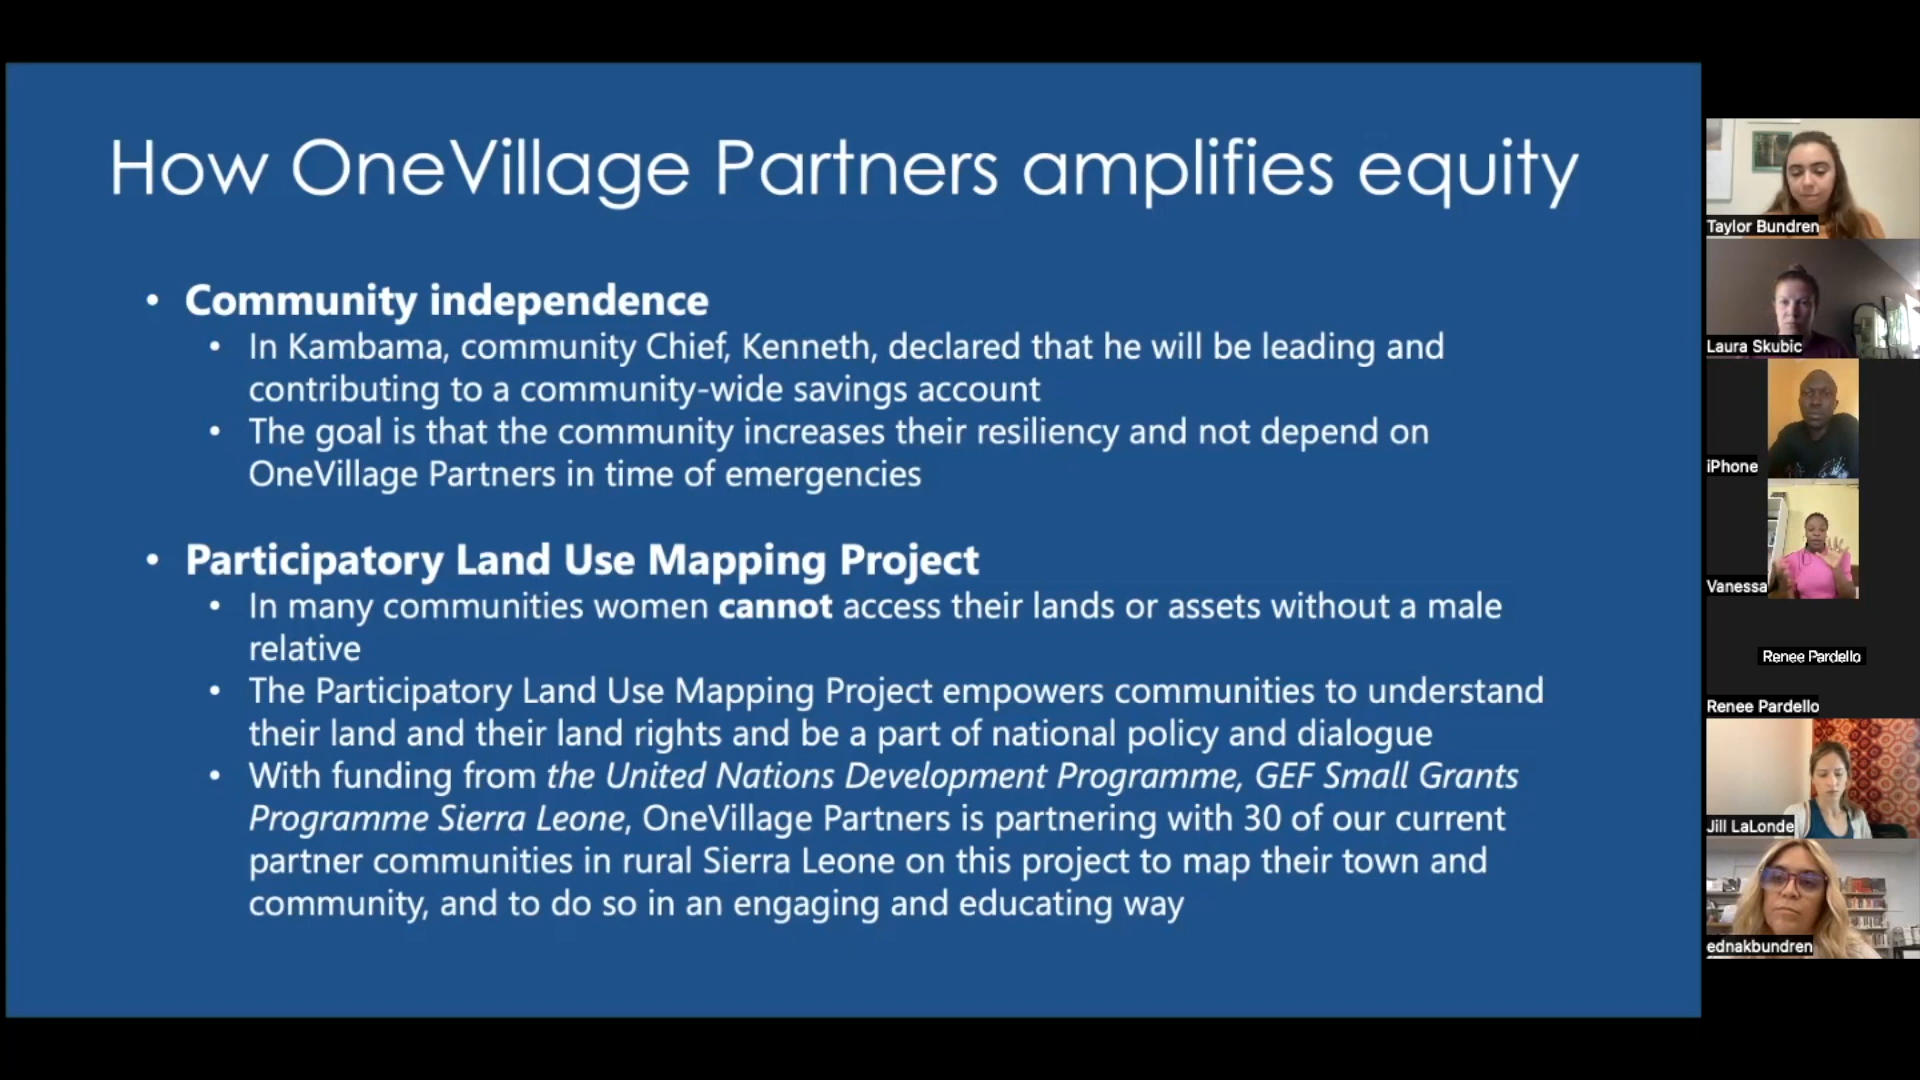 How OneVillage Partners amplifies equity
• Community independence
• In Kambama, community Chief, Kenneth, declared that he will be leading and
contributing to a community-wide savings account
• The goal is that the community increases their resiliency and not depend on
OneVillage Partners in time of emergencies
• Participatory Land Use Mapping Project
• In many communities women cannot access their lands or assets without a male
relative
• The Participatory Land Use Mapping Project empowers communities to understand
their land and their land rights and be a part of national policy and dialogue
• With funding from the United Nations Development Programme, GEF Small Grants
Programme Sierra Leone, OneVillage Partners is partnering with 30 of our current
partner communities in rural Sierra Leone on this project to map their town and
community, and to do so in an engaging and educating way
Taylor Bundren
Laura Skubic
iPhone
Vanessa
Renee Pardello
Renee Pardello
Jill LaLonde
ednakbundren